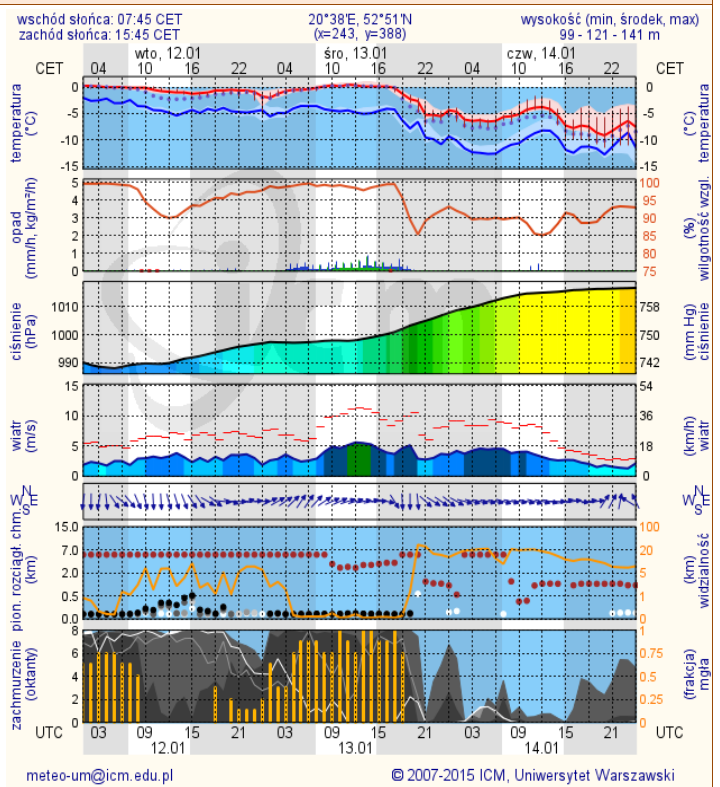 wschód słońca: 07:45 CET 20°38'E, 52°51'N wysokość (min, środek, max)
zachód słońca: 15:45 CET (x=243, y=388) 99 - 121 - 141 m
wto, 12.01 śro, 13.01 czw, 14.01
CET 04 10 16 22 04 10 16 22 04 10 16 22 CET
temperatura (°C)
0 -5 -10 -15
0 -5 -10 -15
(°C) temperatura
opad (mm/h, kg/m²/h)
5 4 3 2 1 0
100 95 90 85 80 75
(%) wilgotność wzgl.
ciśnienie (hPa)
1010 1000 990
758 750 742
(mm Hg) ciśnienie
wiatr (m/s)
15 10 5 0
54 36 18 0
(km/h) wiatr
N
W E
S
N
W E
S
pion. rozciągł. chm. (km)
15.0 7.0 2.0 0.5 0.0
100 20 5 1 0
(km) widzialność
zachmurzenie (oktanty)
8 6 4 2 0
1 0.75 0.5 0.25 0
(frakcja) mgła
UTC 03 09 15 21 03 09 15 21 03 09 15 21 UTC
12.01 13.01 14.01
meteo-um@icm.edu.pl © 2007-2015 ICM, Uniwersytet Warszawski